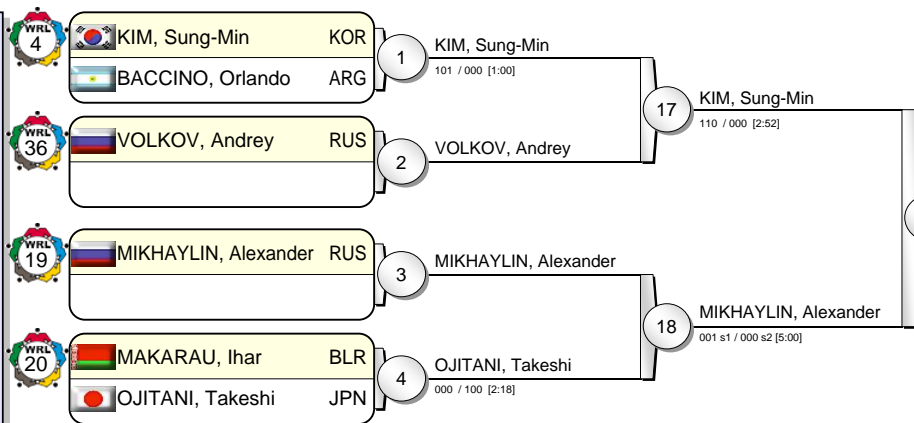 WRL
4
KIM, Sung-Min KOR
BACCINO, Orlando ARG
1
KIM, Sung-Min
101 / 000 [1:00]
WRL
36
VOLKOV, Andrey RUS
2
VOLKOV, Andrey
17
KIM, Sung-Min
110 / 000 [2:52]
WRL
19
MIKHAYLIN, Alexander RUS
3
MIKHAYLIN, Alexander
WRL
20
MAKARAU, Ihar BLR
OJITANI, Takeshi JPN
4
OJITANI, Takeshi
000 / 100 [2:18]
18
MIKHAYLIN, Alexander
001 s1 / 000 s2 [5:00]